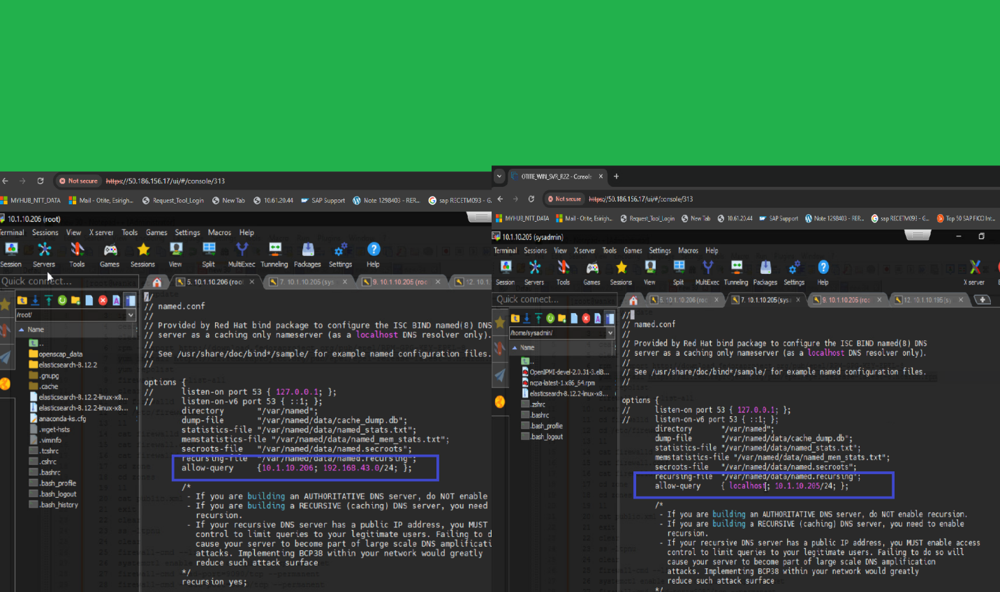 Not secure https://50.186.156.17/ui/#/console/313
MYHUB_NTT_DATA Mail - Otite, Esirigh... Request_Tool_Login New Tab 10.61.20.44 SAP Support Note 1298403 - RER... sap RECETM093 - G..
10.1.10.206 (root)
Terminal Sessions View X server Tools Games Settings Macros Help
Session Servers Tools Games Sessions View Split MultiExec Tunneling Packages Settings Help
Quick connect...
5. 10.1.10.206 (root 7. 10.1.10.205 (sys 9. 10.1.10.205 (roc 12. 10.1
/root/
Name
..
openscap_data
elasticsearch-8.12.2
.gnupg
.cache
elasticsearch-8.12.2-linux-x8...
elasticsearch-8.12.2-linux-x8...
anaconda-ks.cfg
.wget-hsts
.viminfo
.tcshrc
.cshrc
.bashrc
.bash_profile
.bash_logout
.bash_history
//
// named.conf
//
// Provided by Red Hat bind package to configure the ISC BIND named(8) DNS
// server as a caching only nameserver (as a localhost DNS resolver only).
//
// See /usr/share/doc/bind*/sample/ for example named configuration files.
//
options {
// listen-on port 53 { 127.0.0.1; };
// listen-on-v6 port 53 { ::1; };
directory "/var/named";
dump-file "/var/named/data/cache_dump.db";
statistics-file "/var/named/data/named_stats.txt";
memstatistics-file "/var/named/data/named_mem_stats.txt";
secroots-file "/var/named/data/named.secroots";
recursing-file "/var/named/data/named.recursing";
allow-query {10.1.10.206; 192.168.43.0/24; };
/*
- If you are building an AUTHORITATIVE DNS server, do NOT enable
- If you are building a RECURSIVE (caching) DNS server, you need
recursion.
- If your recursive DNS server has a public IP address, you MUST
control to limit queries to your legitimate users. Failing to d
cause your server to become part of large scale DNS amplificati
attacks. Implementing BCP38 within your network would greatly
reduce such attack surface
*/
recursion yes;
OTITE_WIN_SVR_R22 - Console
Not secure https://50.186.156.17/ui/#/console/313
MYHUB_NTT_DATA Mail - Otite, Esirigh... Request_Tool_Login New Tab 10.61.20.44 SAP Support Note 1298403 - RER... sap RECETM093 - G... Top 50 SAP FICO Int...
10.1.10.205 (sysadmin)
Terminal Sessions View X server Tools Games Settings Macros Help
Session Servers Tools Games Sessions View Split MultiExec Tunneling Packages Settings Help X server
Quick connect...
5. 10.1.10.206 (roc 7. 10.1.10.205 (sys 9. 10.1.10.205 (roc 12. 10.1.10.195 (sy
/home/sysadmin/
Name
..
OpenIPMI-devel-2.0.31-3.el8...
ncpa-latest-1.x86_64.rpm
elasticsearch-8.12.2-linux-x8...
.zshrc
.bashrc
.bash_profile
.bash_logout
//
// named.conf
//
// Provided by Red Hat bind package to configure the ISC BIND named(8) DNS
// server as a caching only nameserver (as a localhost DNS resolver only).
//
// See /usr/share/doc/bind*/sample/ for example named configuration files.
//
options {
// listen-on port 53 { 127.0.0.1; };
// listen-on-v6 port 53 { ::1; };
directory "/var/named";
dump-file "/var/named/data/cache_dump.db";
statistics-file "/var/named/data/named_stats.txt";
memstatistics-file "/var/named/data/named_mem_stats.txt";
secroots-file "/var/named/data/named.secroots";
recursing-file "/var/named/data/named.recursing";
allow-query { localhost; 10.1.10.205/24; };
/*
- If you are building an AUTHORITATIVE DNS server, do NOT enable recursion.
- If you are building a RECURSIVE (caching) DNS server, you need to enable
recursion.
- If your recursive DNS server has a public IP address, you MUST enable access
control to limit queries to your legitimate users. Failing to do so will
cause your server to become part of large scale DNS amplification
attacks. Implementing BCP38 within your network would greatly
reduce such attack surface
*/